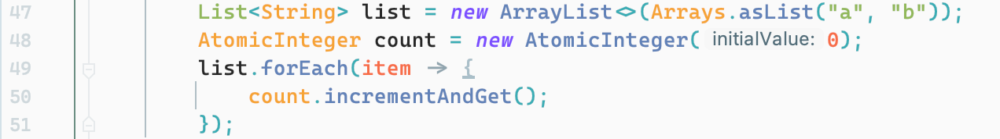 47 List<String> list = new ArrayList<>(Arrays.asList("a", "b"));
48 AtomicInteger count = new AtomicInteger( initialValue: 0);
49 list.forEach(item -> {
50 count.incrementAndGet();
51 });